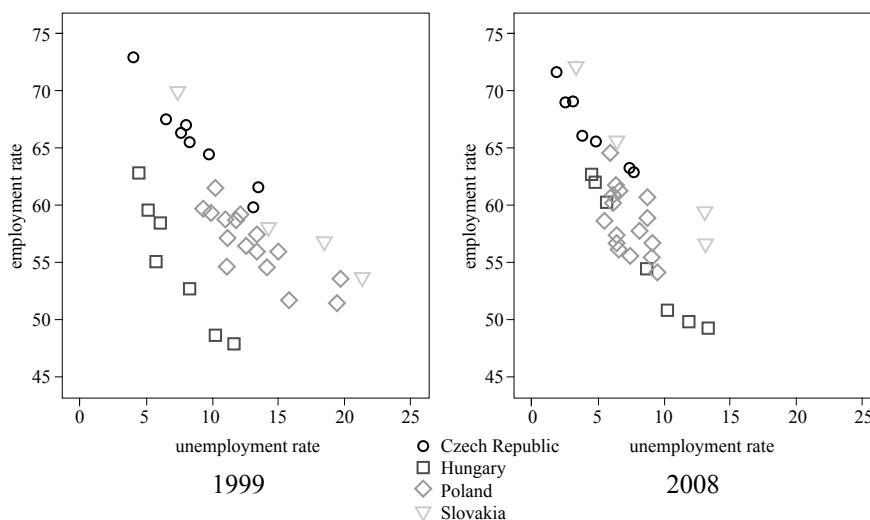 75
70
65
60
55
50
45
employment rate
0 5 10 15 20 25
unemployment rate
1999
75
70
65
60
55
50
45
employment rate
0 5 10 15 20 25
unemployment rate
2008
Czech Republic
Hungary
Poland
Slovakia